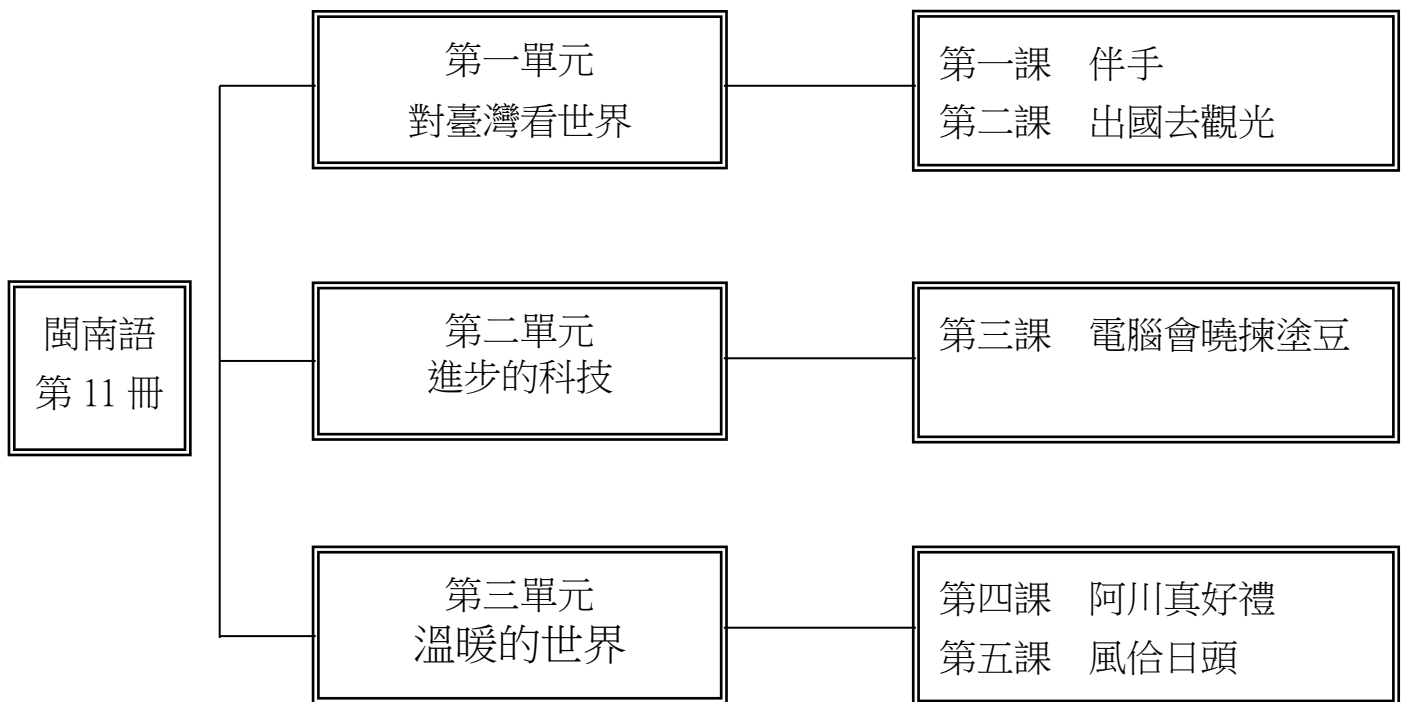 閩南語
第 11 冊
第一單元
對臺灣看世界
第一課　伴手
第二課　出國去觀光
第二單元
進步的科技
第三課　電腦會曉揀塗豆
第三單元
溫暖的世界
第四課　阿川真好禮
第五課　風佮日頭